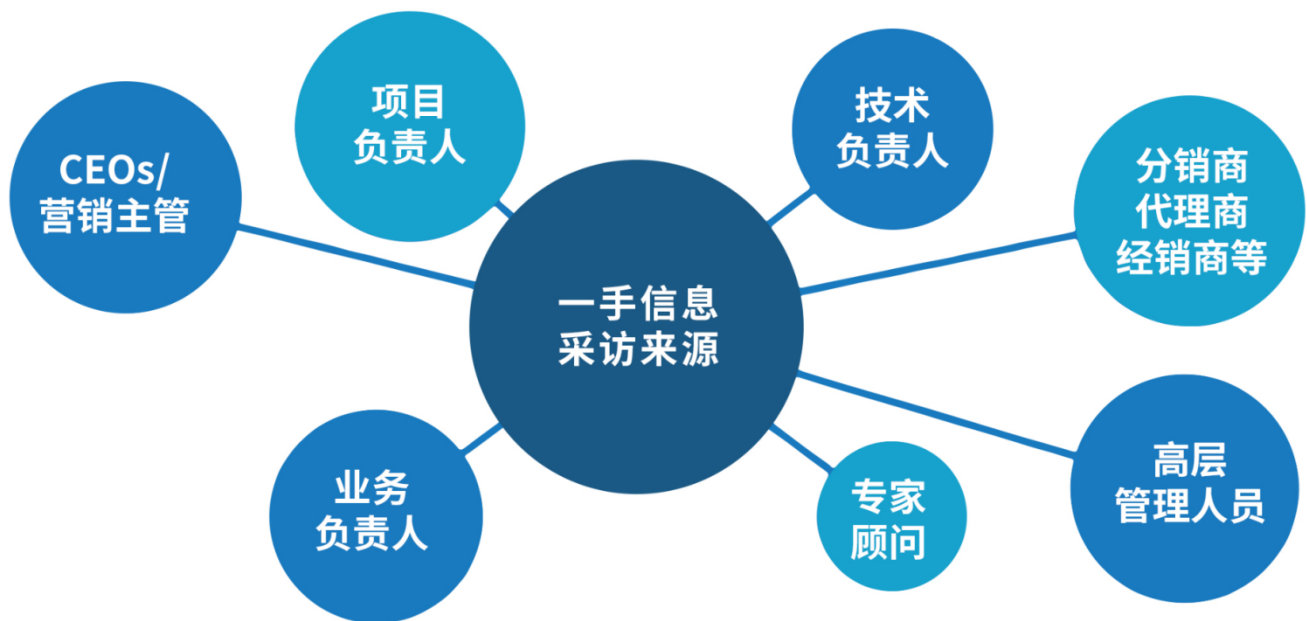 项目
负责人
技术
负责人
CEOs/
营销主管
分销商
代理商
经销商等
一手信息
采访来源
业务
负责人
专家
顾问
高层
管理人员